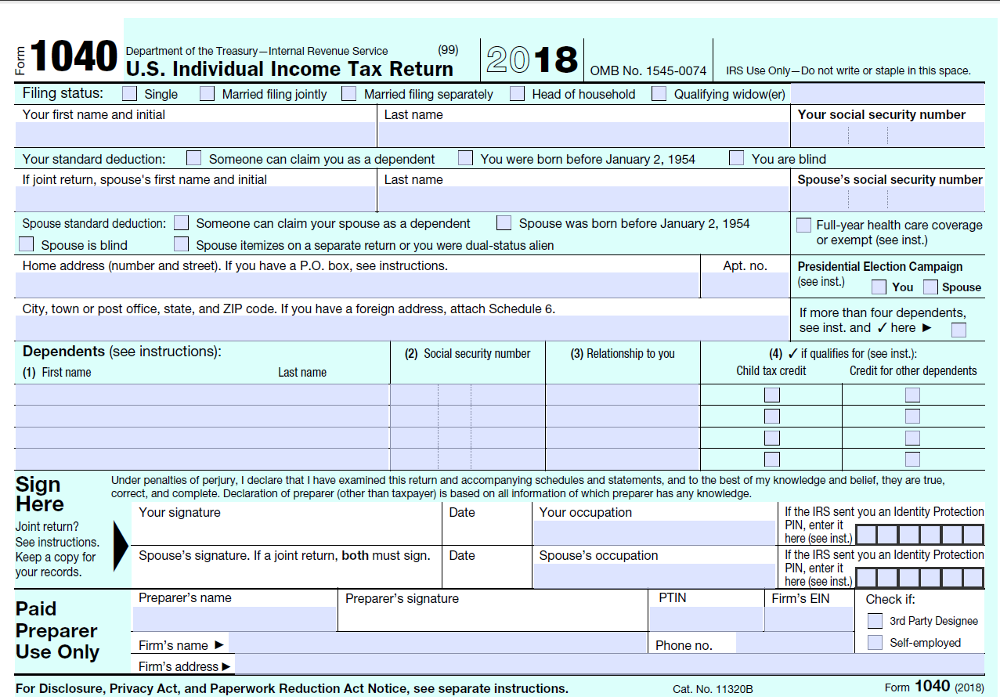 Form 1040 Department of the Treasury—Internal Revenue Service (99)
U.S. Individual Income Tax Return 2018 OMB No. 1545-0074 IRS Use Only—Do not write or staple in this space.
Filing status: Single Married filing jointly Married filing separately Head of household Qualifying widow(er)
Your first name and initial Last name Your social security number
Your standard deduction: Someone can claim you as a dependent You were born before January 2, 1954 You are blind
If joint return, spouse's first name and initial Last name Spouse’s social security number
Spouse standard deduction: Someone can claim your spouse as a dependent Spouse was born before January 2, 1954
Spouse is blind Spouse itemizes on a separate return or you were dual-status alien
Full-year health care coverage
or exempt (see inst.)
Home address (number and street). If you have a P.O. box, see instructions. Apt. no.
Presidential Election Campaign
(see inst.) You Spouse
City, town or post office, state, and ZIP code. If you have a foreign address, attach Schedule 6.
If more than four dependents,
see inst. and ✓ here ▶
Dependents (see instructions): (2) Social security number (3) Relationship to you (4) ✓ if qualifies for (see inst.):
(1) First name Last name Child tax credit Credit for other dependents
Sign
Here
Under penalties of perjury, I declare that I have examined this return and accompanying schedules and statements, and to the best of my knowledge and belief, they are true,
correct, and complete. Declaration of preparer (other than taxpayer) is based on all information of which preparer has any knowledge.
Joint return?
See instructions.
Keep a copy for
your records.
Your signature Date Your occupation
If the IRS sent you an Identity Protection
PIN, enter it
here (see inst.)
Spouse’s signature. If a joint return, both must sign. Date Spouse’s occupation
If the IRS sent you an Identity Protection
PIN, enter it
here (see inst.)
Paid
Preparer
Use Only
Preparer’s name Preparer’s signature PTIN Firm’s EIN Check if:
3rd Party Designee
Self-employed
Firm’s name ▶ Phone no.
Firm’s address ▶
For Disclosure, Privacy Act, and Paperwork Reduction Act Notice, see separate instructions. Cat. No. 11320B Form 1040 (2018)